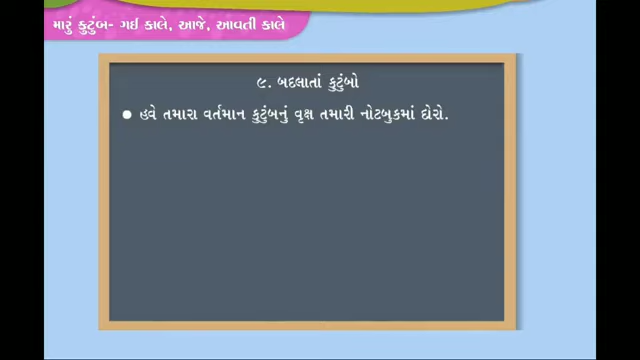 મારું કુટુંબ- ગઈ કાલે, આજે, આવતી કાલે
૯. બદલાતાં કુટુંબો
● હવે તમારા વર્તમાન કુટુંબનું વૃક્ષ તમારી નોટબુકમાં દોરો.